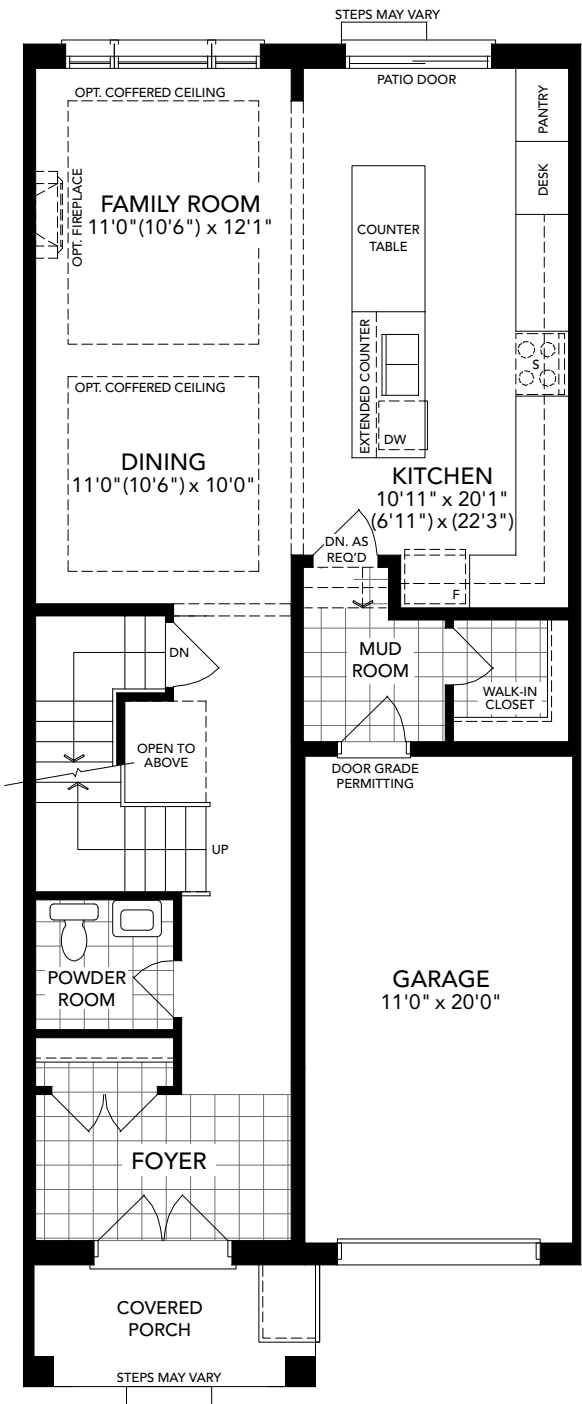 STEPS MAY VARY
PATIO DOOR
OPT. COFFERED CEILING
PANTRY
DESK
OPT. FIREPLACE
FAMILY ROOM
11'0"(10'6") x 12'1"
COUNTER
TABLE
EXTENDED COUNTER
S
DW
OPT. COFFERED CEILING
DINING
11'0"(10'6") x 10'0"
KITCHEN
10'11" x 20'1"
(6'11") x (22'3")
DN. AS
REQ'D
F
MUD
ROOM
WALK-IN
CLOSET
DN
OPEN TO
ABOVE
DOOR GRADE
PERMITTING
UP
POWDER
ROOM
GARAGE
11'0" x 20'0"
FOYER
COVERED
PORCH
STEPS MAY VARY